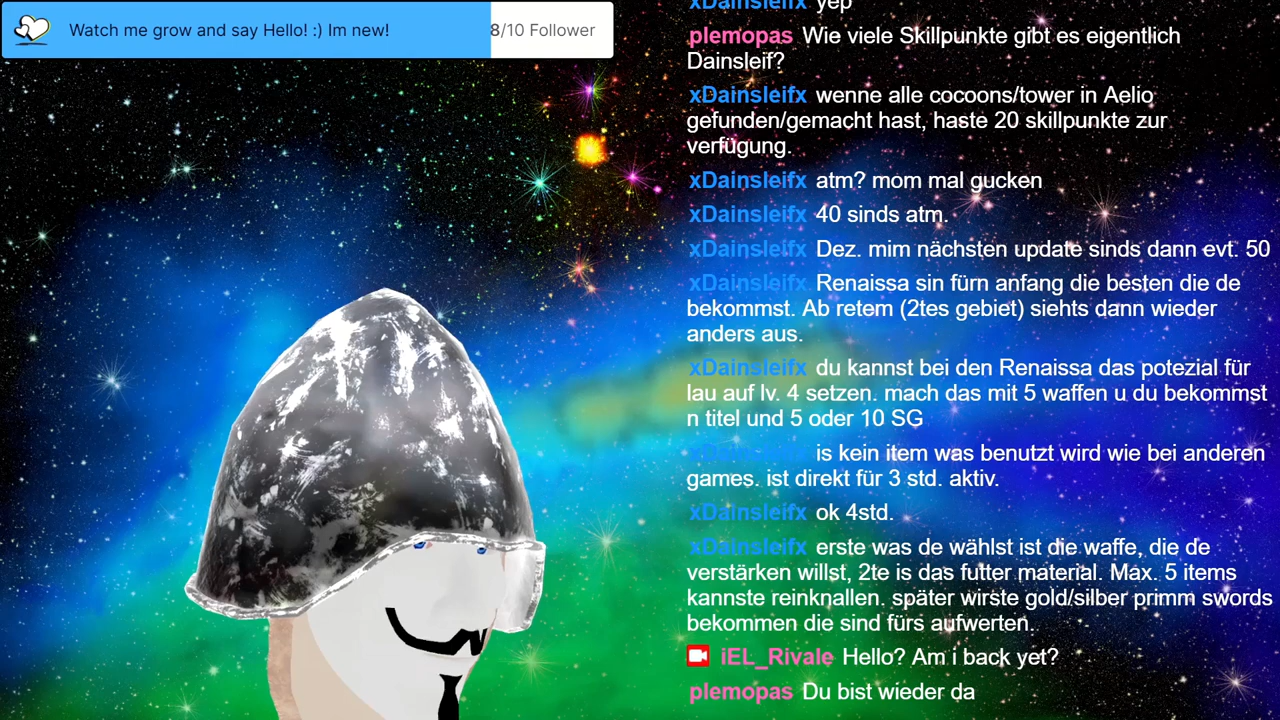 Watch me grow and say Hello! :) Im new!
8/10 Follower
xDainsleifx yep
plemopas Wie viele Skillpunkte gibt es eigentlich
Dainsleif?
xDainsleifx wenne alle cocoons/tower in Aelio
gefunden/gemacht hast, haste 20 skillpunkte zur
verfügung.
xDainsleifx atm? mom mal gucken
xDainsleifx 40 sinds atm.
xDainsleifx Dez. mim nächsten update sinds dann evt. 50
xDainsleifx Renaissa sin fürn anfang die besten die de
bekommst. Ab retem (2tes gebiet) siehts dann wieder
anders aus.
xDainsleifx du kannst bei den Renaissa das potezial für
lau auf lv. 4 setzen. mach das mit 5 waffen u du bekommst
n titel und 5 oder 10 SG
xDainsleifx is kein item was benutzt wird wie bei anderen
games. ist direkt für 3 std. aktiv.
xDainsleifx ok 4std.
xDainsleifx erste was de wählst ist die waffe, die de
verstärken willst, 2te is das futter material. Max. 5 items
kannste reinknallen. später wirste gold/silber primm swords
bekommen die sind fürs aufwerten.
iEL_Rivale Hello? Am i back yet?
plemopas Du bist wieder da